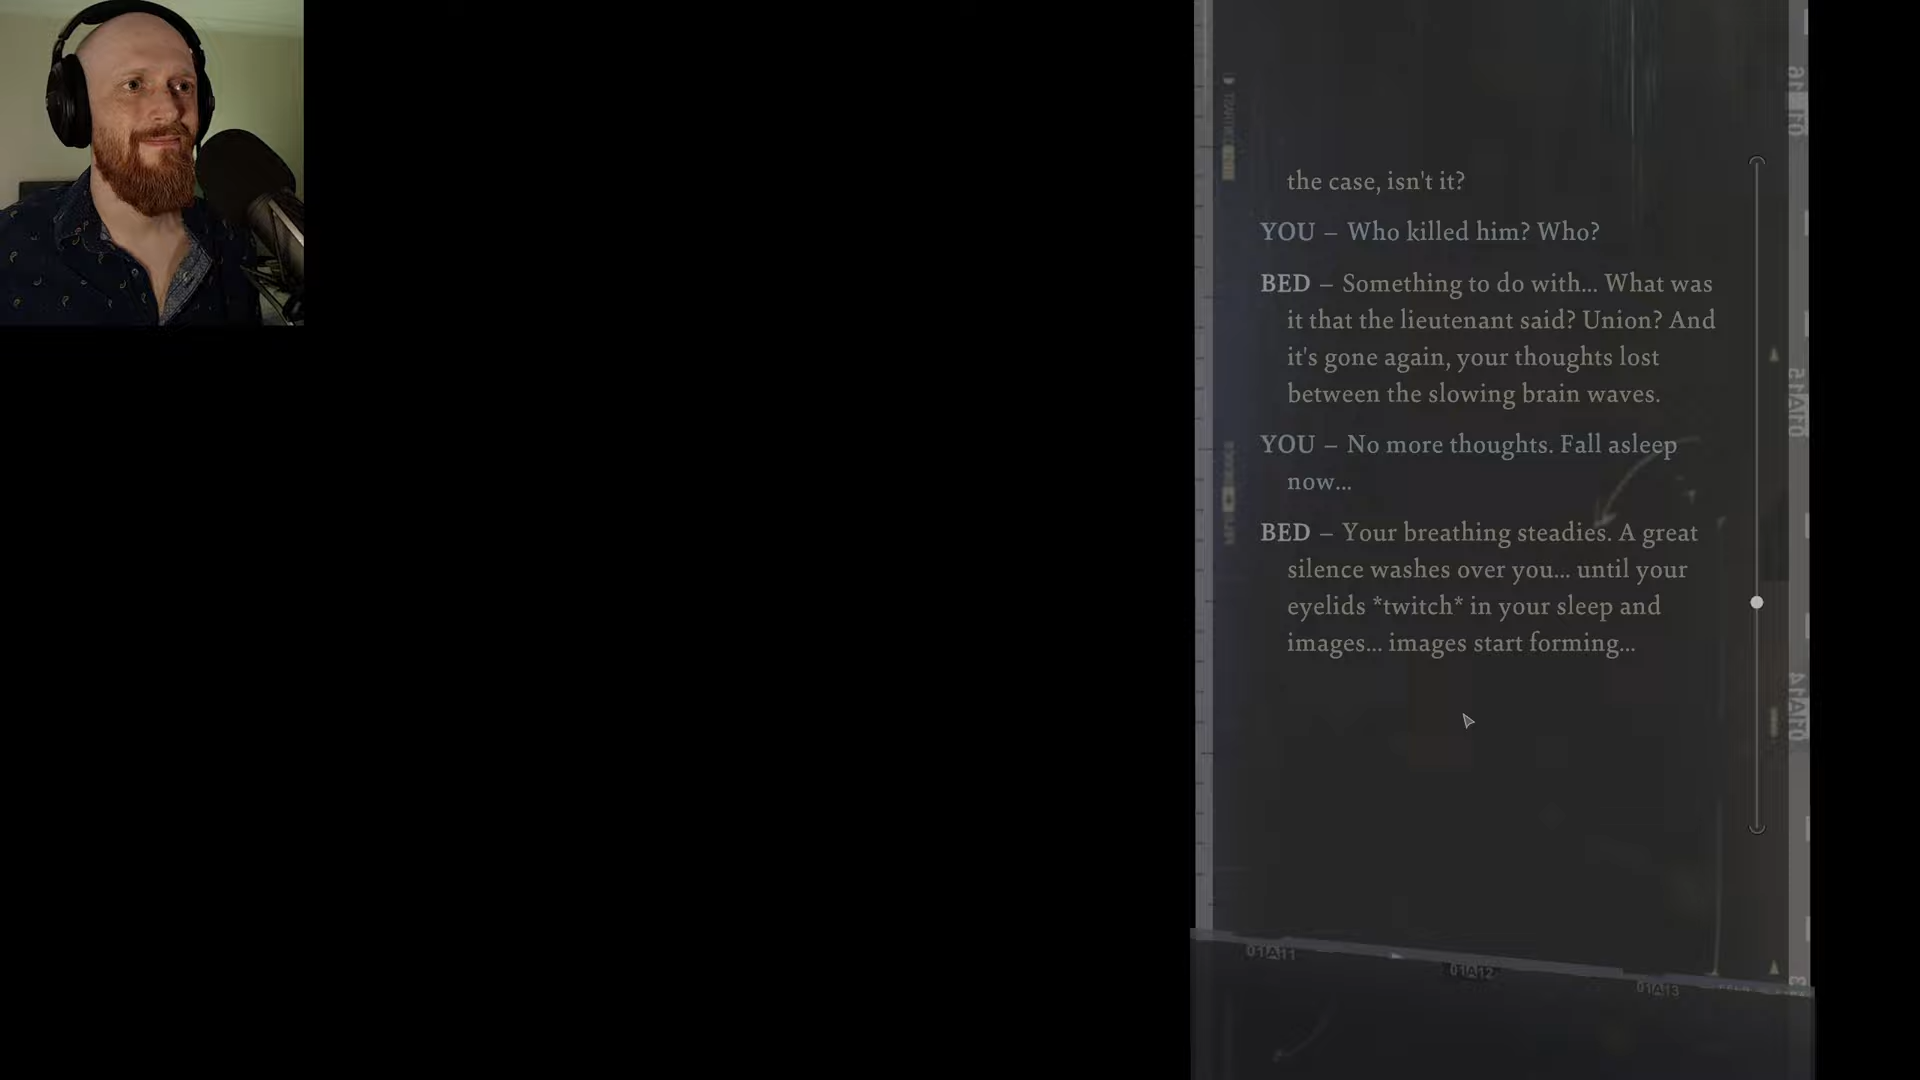 the case, isn't it?
YOU – Who killed him? Who?
BED – Something to do with... What was
it that the lieutenant said? Union? And
it's gone again, your thoughts lost
between the slowing brain waves.
YOU – No more thoughts. Fall asleep
now...
BED – Your breathing steadies. A great
silence washes over you... until your
eyelids *twitch* in your sleep and
images... images start forming...
01A11
01A12
01A13